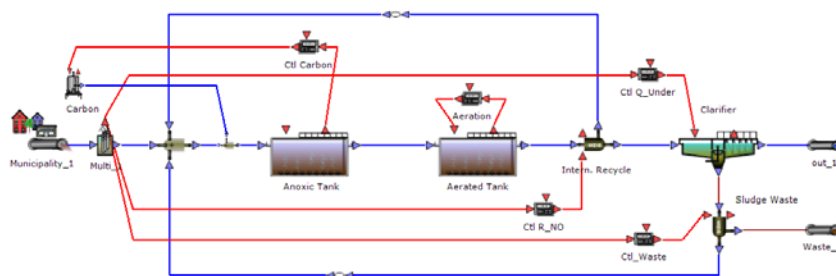 Ctl Carbon
Ctl Q_Under
Carbon
Aeration
Clarifier
Municipality_1
Multi_
Anoxic Tank
Aerated Tank
Intern. Recycle
out_1
Sludge Waste
Ctl R_NO
Ctl_Waste
Waste_